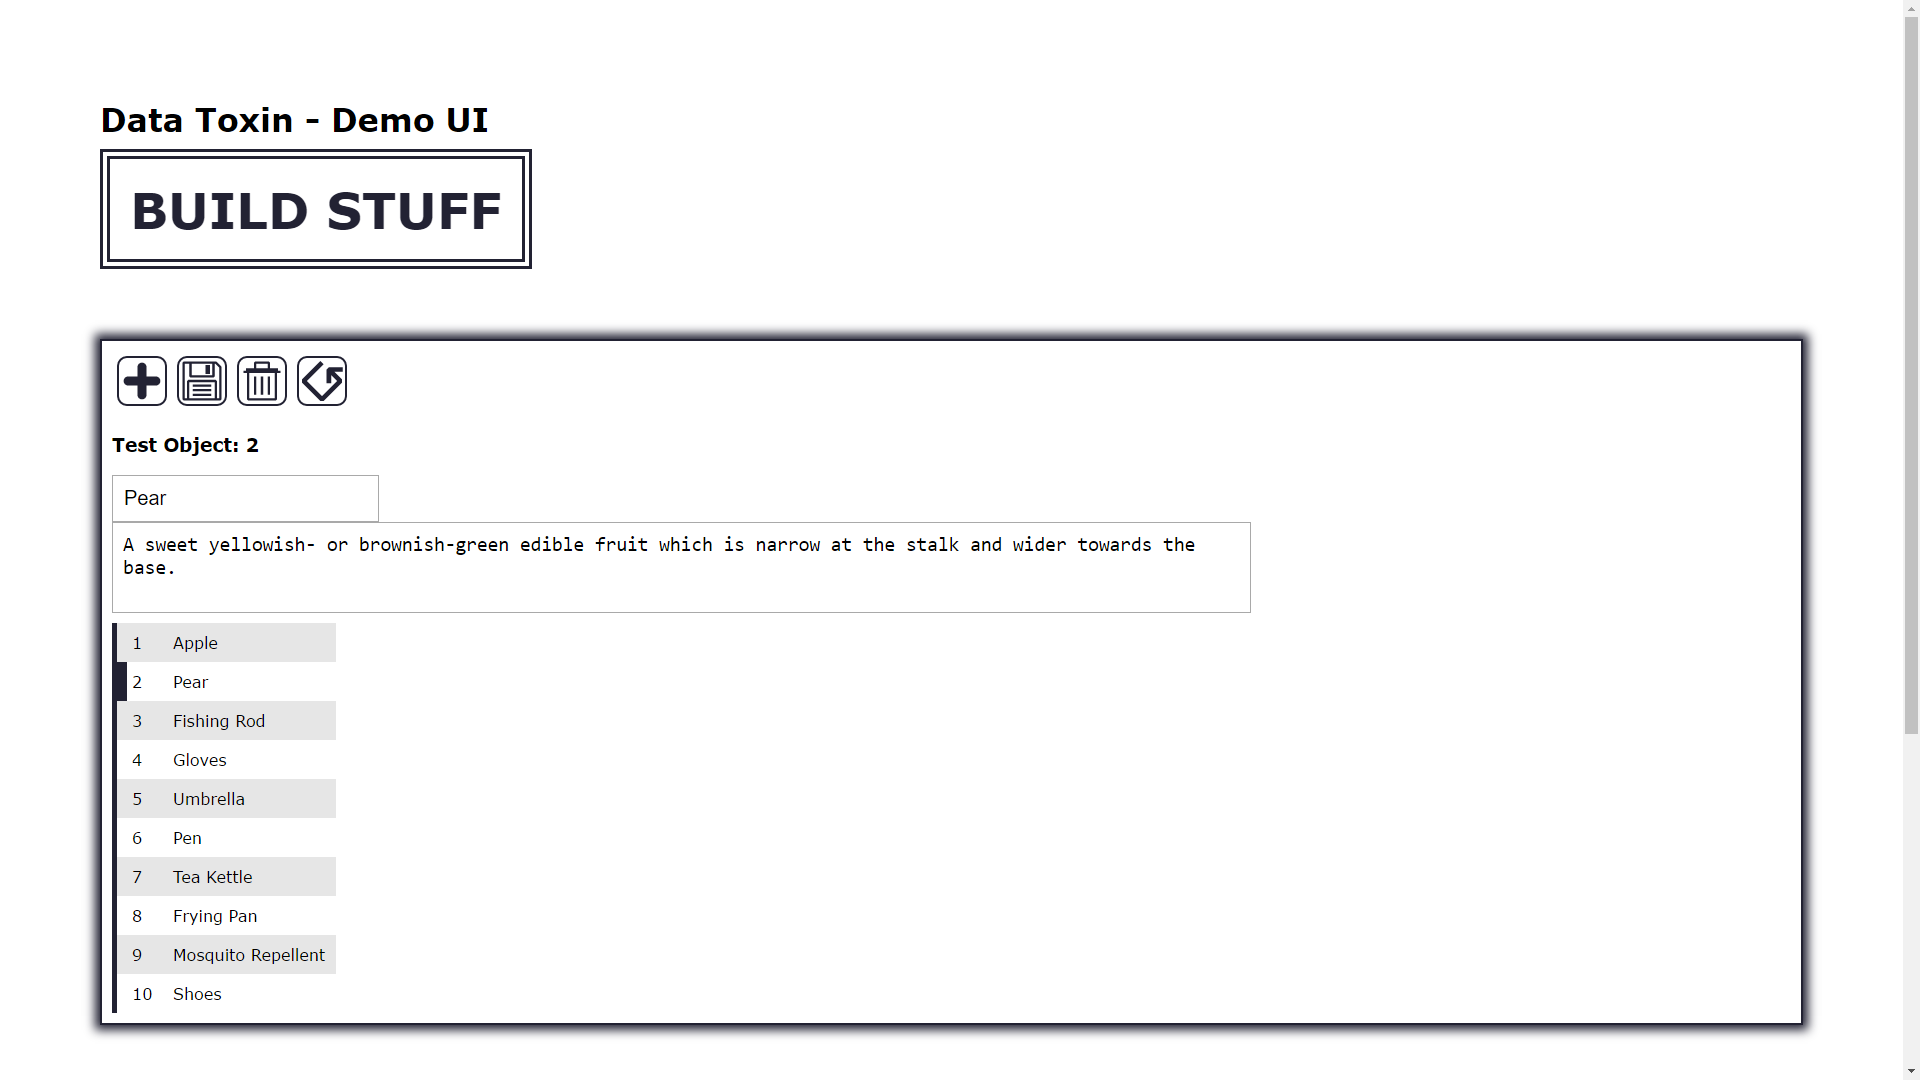 Data Toxin - Demo UI
BUILD STUFF
Test Object: 2
Pear
A sweet yellowish- or brownish-green edible fruit which is narrow at the stalk and wider towards the
base.
1 Apple
2 Pear
3 Fishing Rod
4 Gloves
5 Umbrella
6 Pen
7 Tea Kettle
8 Frying Pan
9 Mosquito Repellent
10 Shoes